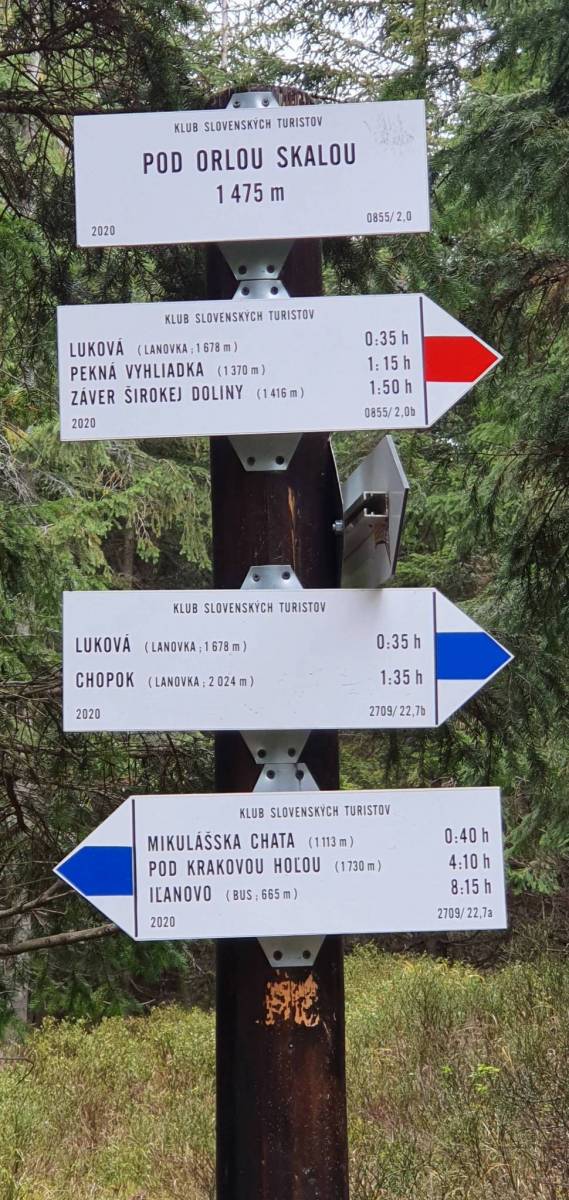 KLUB SLOVENSKÝCH TURISTOV
POD ORLOU SKALOU
1 475 m
2020 0855/2,0
KLUB SLOVENSKÝCH TURISTOV
LUKOVÁ (LANOVKA ; 1 678 m) 0:35 h
PEKNÁ VYHLIADKA (1 370 m) 1:15 h
ZÁVER ŠIROKEJ DOLINY (1 416 m) 1:50 h
2020 0855/2,0b
KLUB SLOVENSKÝCH TURISTOV
LUKOVÁ (LANOVKA ; 1 678 m) 0:35 h
CHOPOK (LANOVKA ; 2 024 m) 1:35 h
2020 2709/22,7b
KLUB SLOVENSKÝCH TURISTOV
MIKULÁŠSKA CHATA (1 113 m) 0:40 h
POD KRAKOVOU HOĽOU (1 730 m) 4:10 h
IĽANOVO (BUS ; 665 m) 8:15 h
2020 2709/22,7a